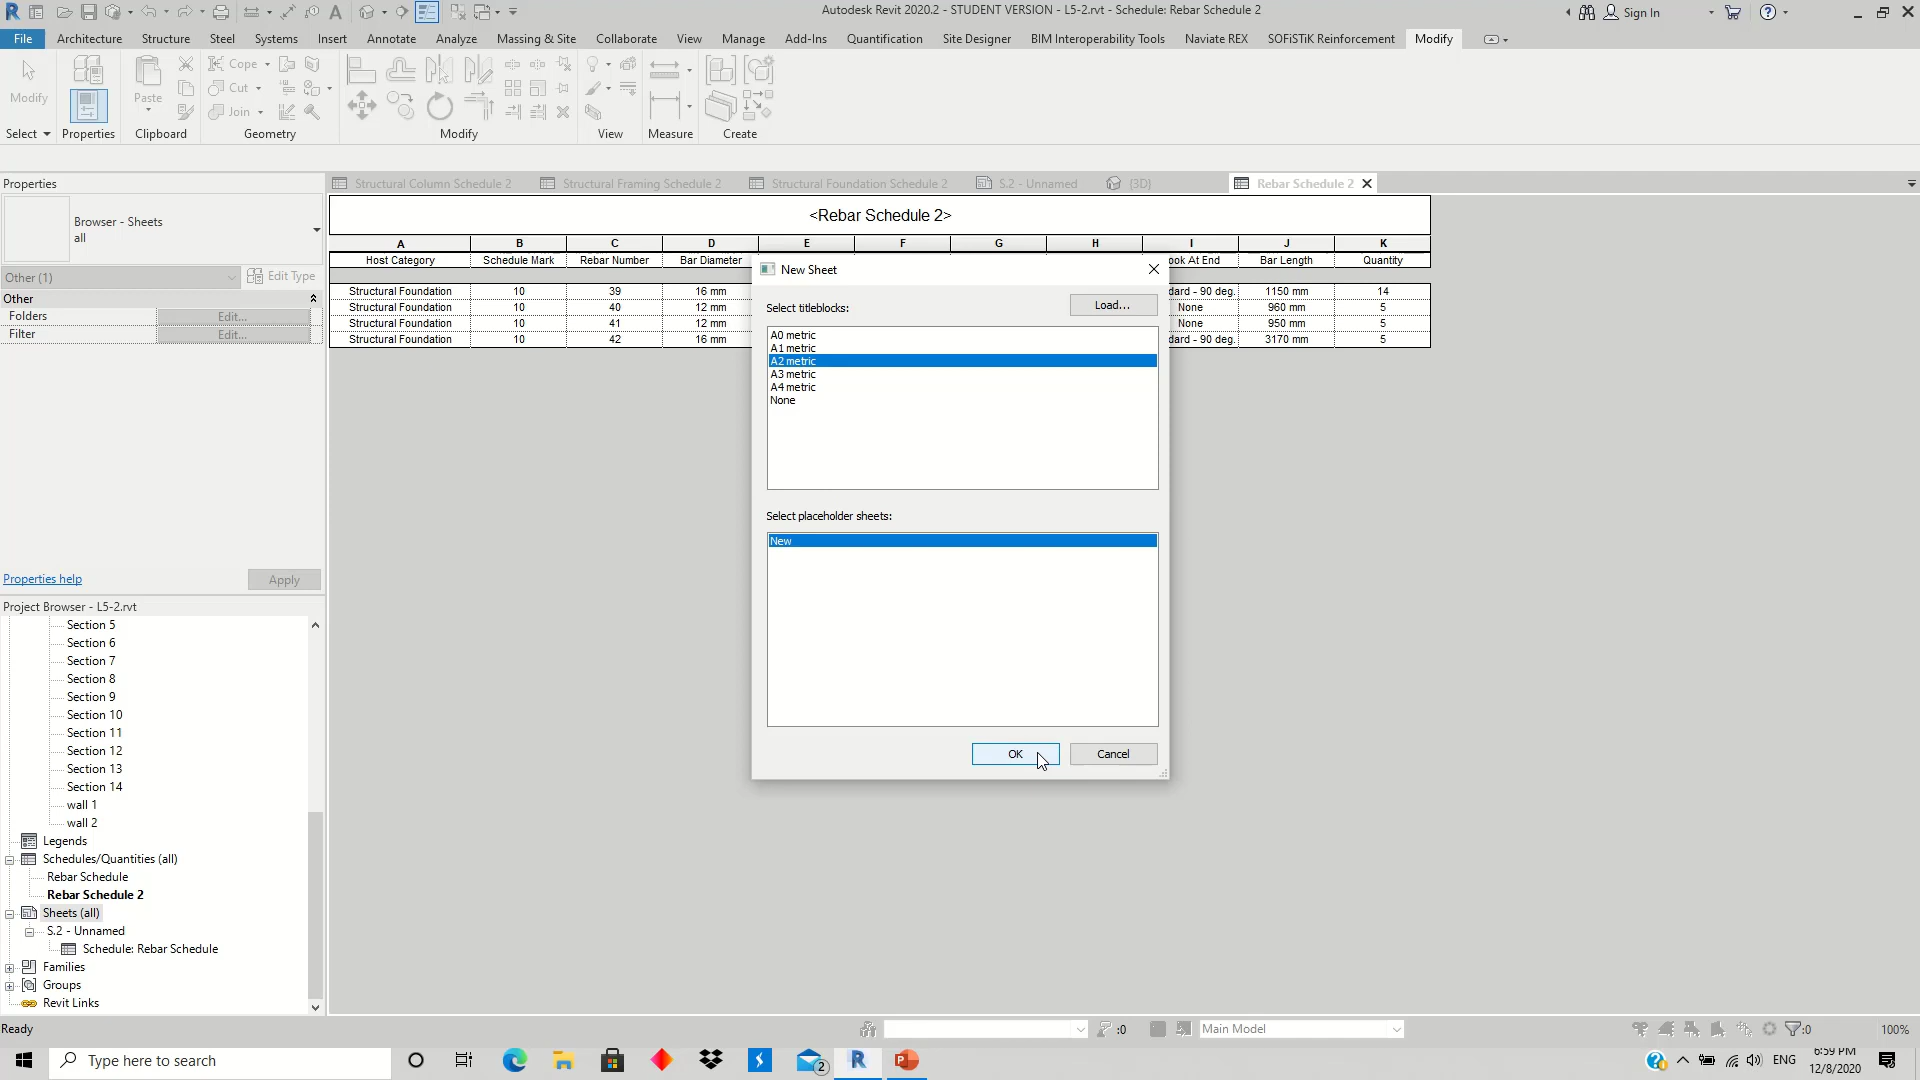 Autodesk Revit 2020.2 - STUDENT VERSION - L5-2.rvt - Schedule: Rebar Schedule 2
Sign In
File Architecture Structure Steel Systems Insert Annotate Analyze Massing & Site Collaborate View Manage Add-Ins Quantification Site Designer BIM Interoperability Tools Naviate REX SOFiSTiK Reinforcement Modify
Modify Paste Cope Cut Join
Select Properties Clipboard Geometry Modify View Measure Create
Properties
Structural Column Schedule 2 Structural Framing Schedule 2 Structural Foundation Schedule 2 S.2 - Unnamed {3D} Rebar Schedule 2
Browser - Sheets
all
Other (1) Edit Type
Other
Folders Edit...
Filter Edit...
Properties help Apply
<Rebar Schedule 2>
A B C D E F G H I J K
Host Category Schedule Mark Rebar Number Bar Diameter ook At End Bar Length Quantity
Structural Foundation 10 39 16 mm dard - 90 deg. 1150 mm 14
Structural Foundation 10 40 12 mm None 960 mm 5
Structural Foundation 10 41 12 mm None 950 mm 5
Structural Foundation 10 42 16 mm dard - 90 deg. 3170 mm 5
New Sheet
Select titleblocks: Load...
A0 metric
A1 metric
A2 metric
A3 metric
A4 metric
None
Select placeholder sheets:
New
OK Cancel
Project Browser - L5-2.rvt
Section 5
Section 6
Section 7
Section 8
Section 9
Section 10
Section 11
Section 12
Section 13
Section 14
wall 1
wall 2
Legends
Schedules/Quantities (all)
Rebar Schedule
Rebar Schedule 2
Sheets (all)
S.2 - Unnamed
Schedule: Rebar Schedule
Families
Groups
Revit Links
Ready :0 Main Model :0 100%
Type here to search 2 ENG 6:59 PM
12/8/2020